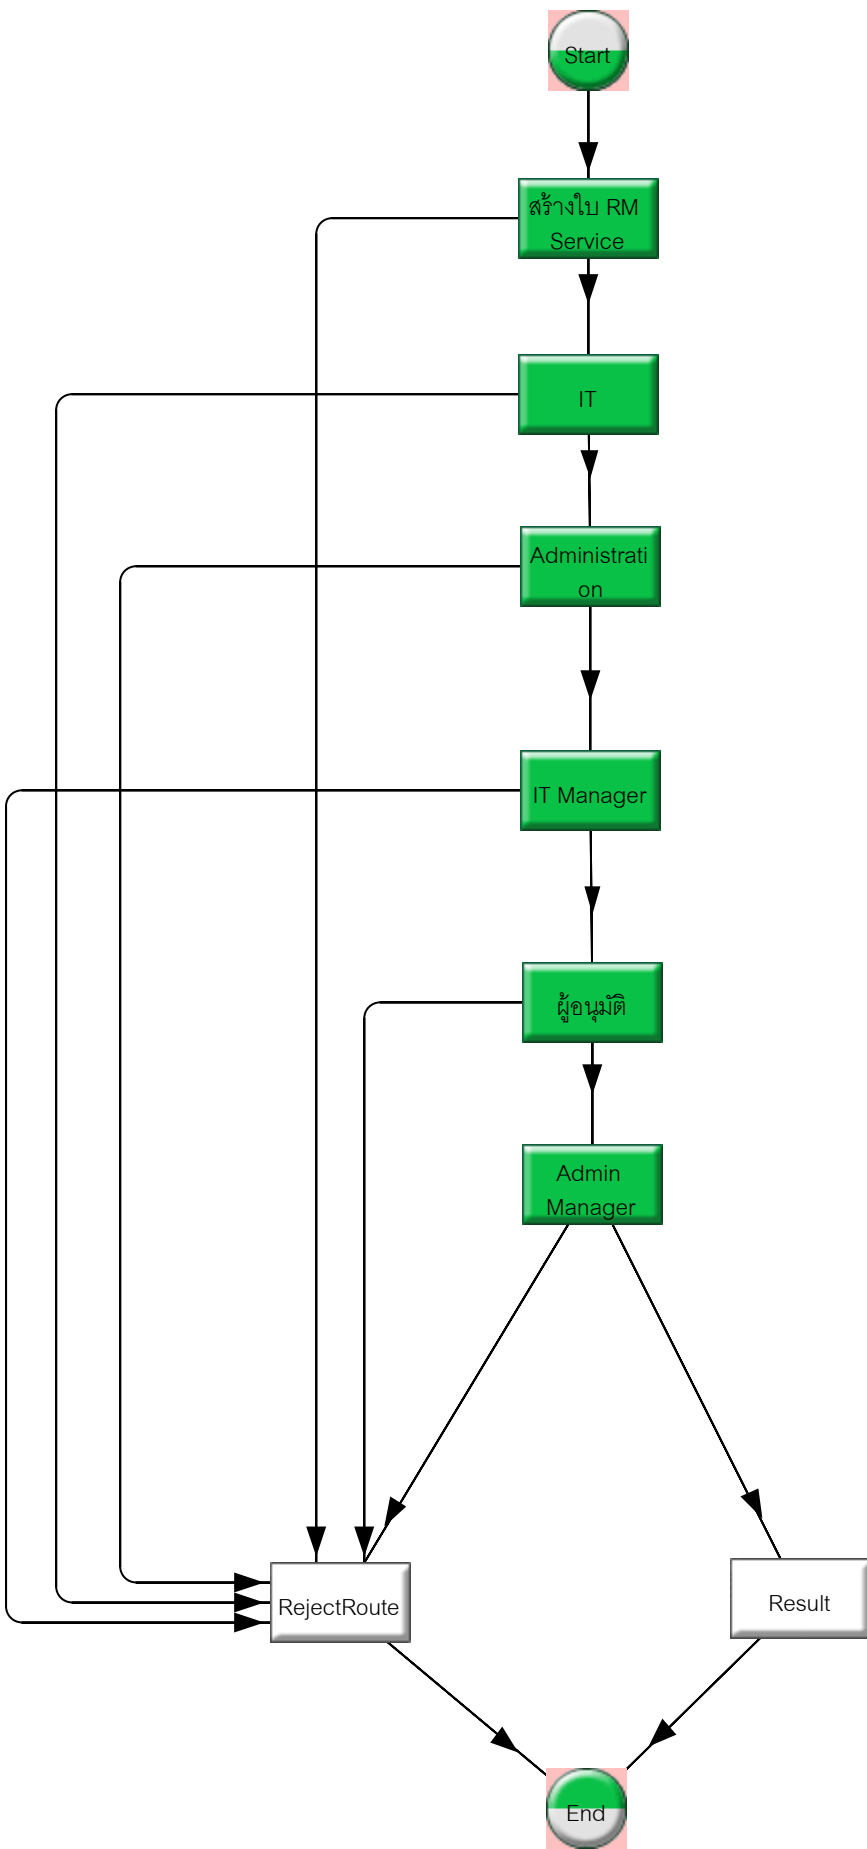 Start
สร้างใบ RM
Service
IT
Administrati
on
IT Manager
ผู้อนุมัติ
Admin
Manager
RejectRoute
Result
End